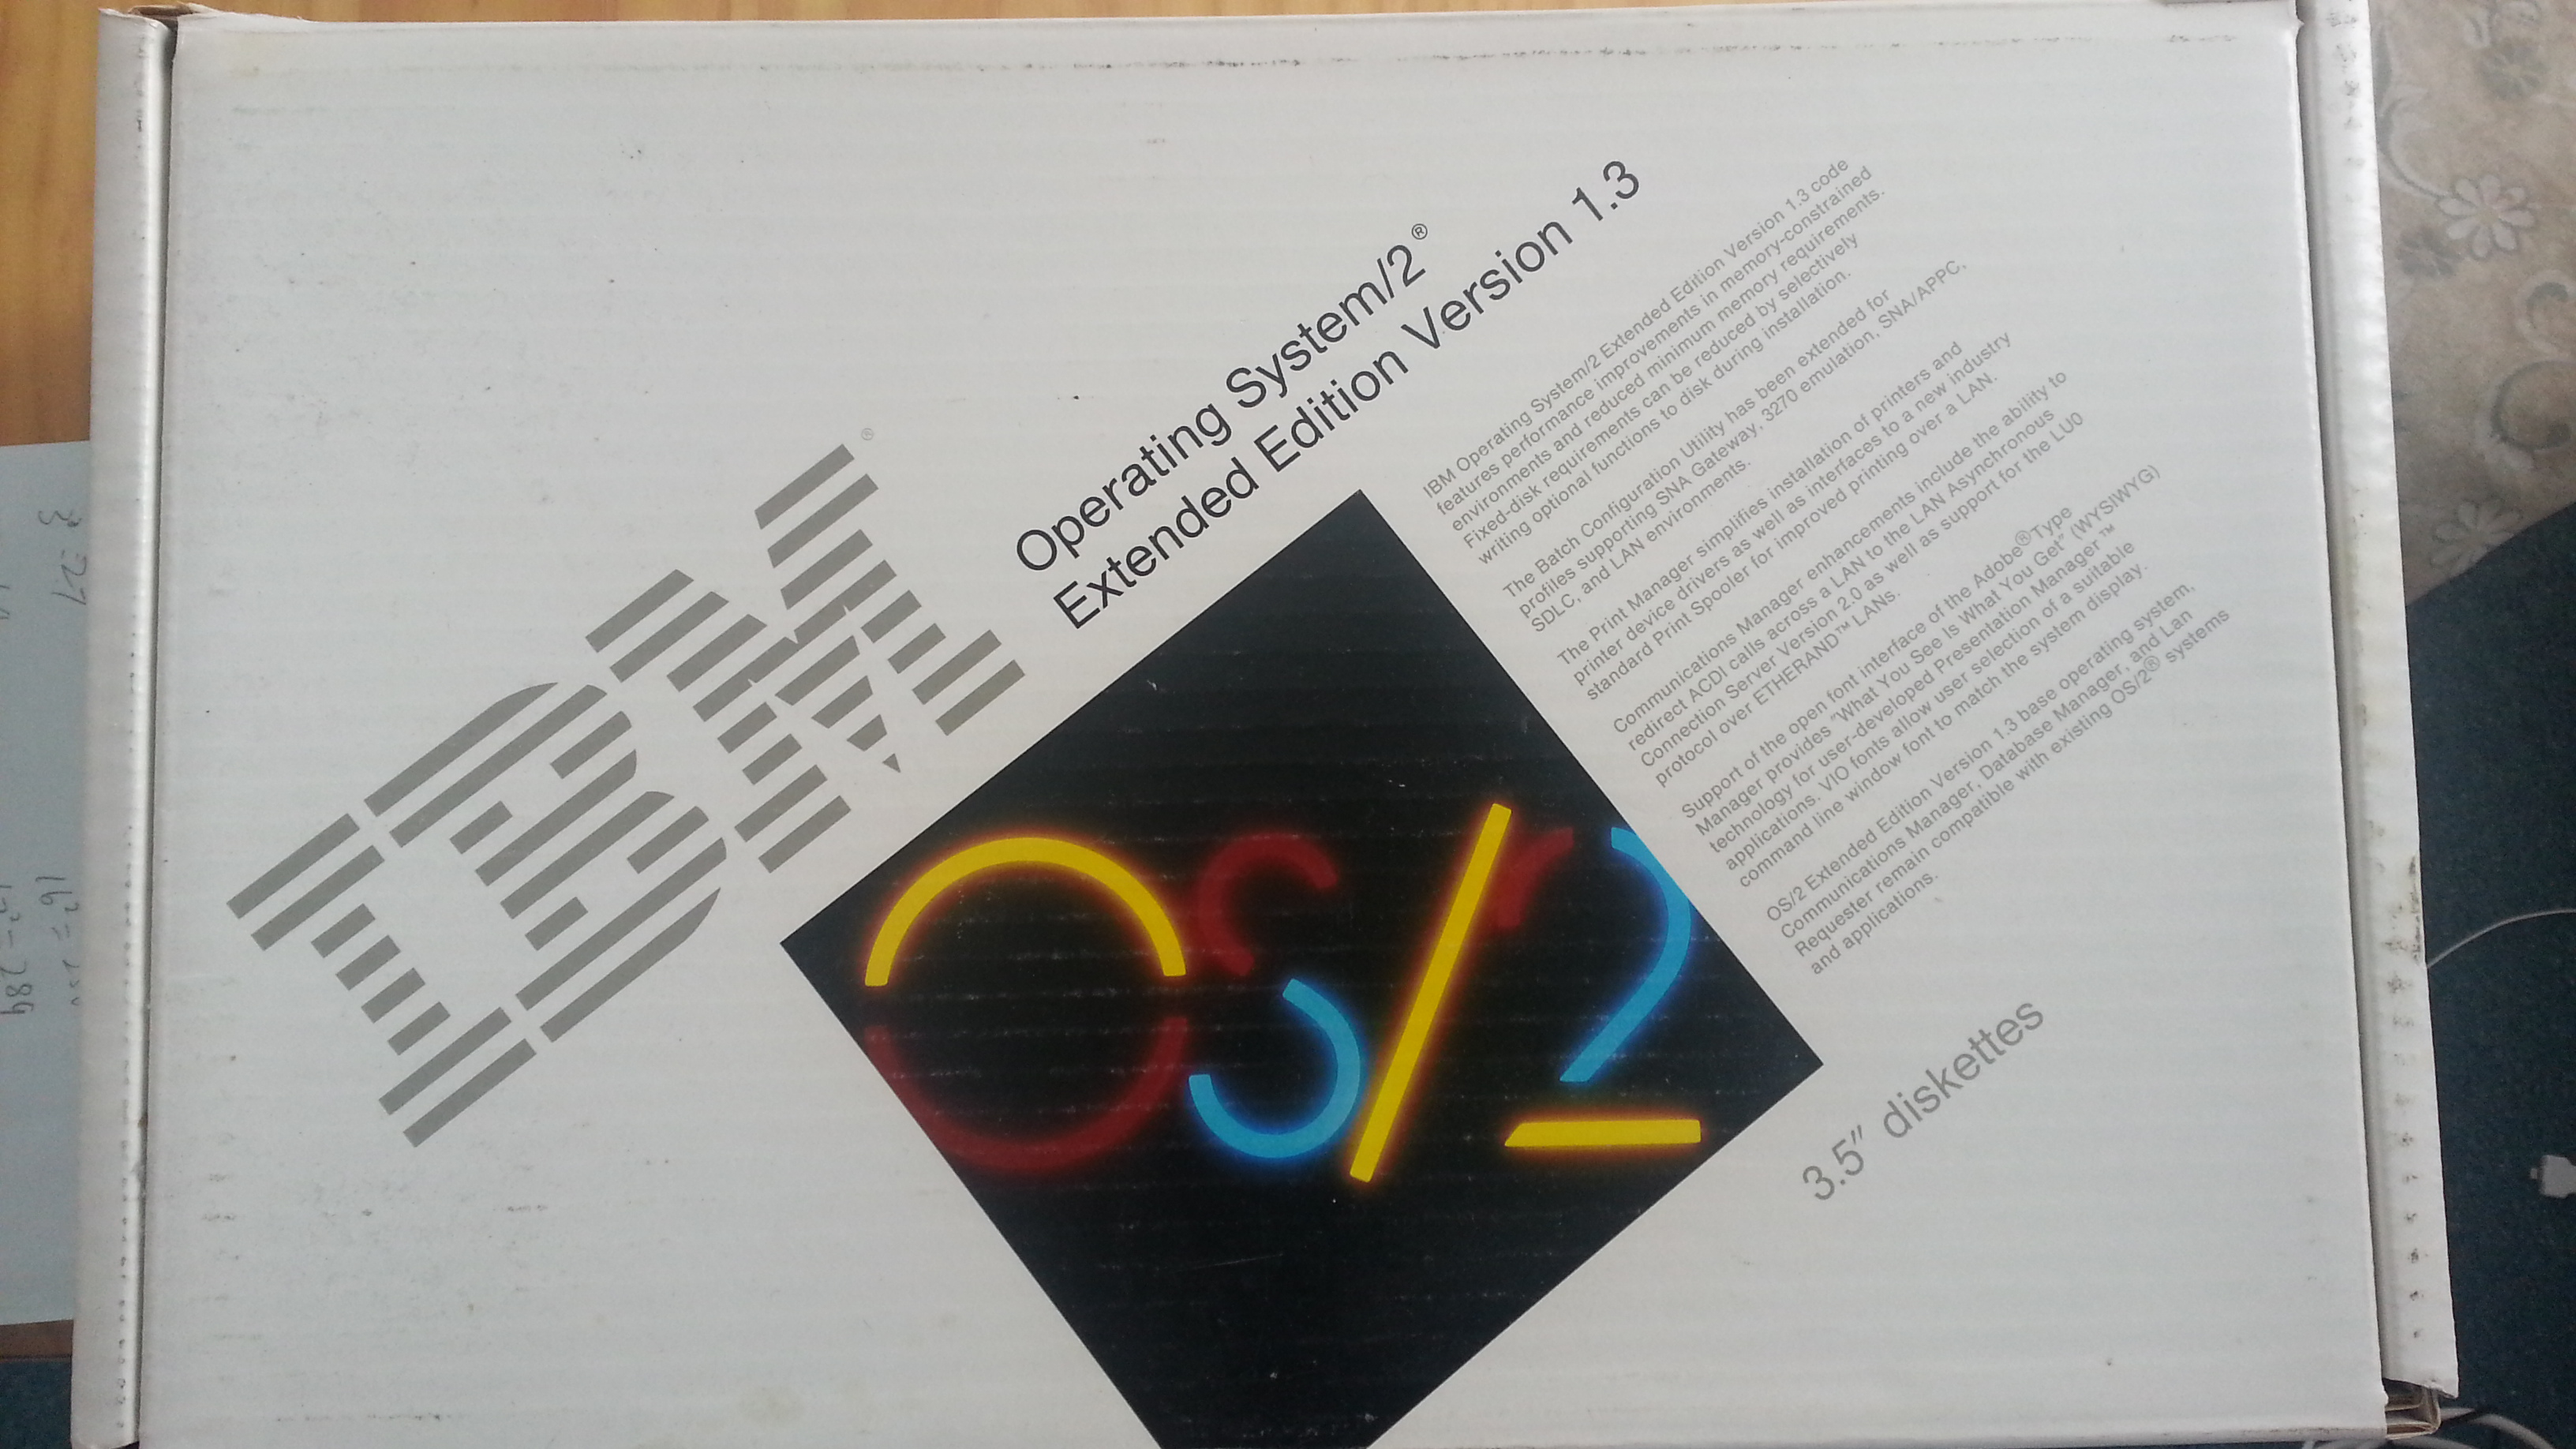 IBM®
Operating System/2®
Extended Edition Version 1.3
IBM Operating System/2 Extended Edition Version 1.3 code
features performance improvements in memory-constrained
environments and reduced minimum memory requirements.
Fixed-disk requirements can be reduced by selectively
writing optional functions to disk during installation.
The Batch Configuration Utility has been extended for
profiles supporting SNA Gateway, 3270 emulation, SNA/APPC,
SDLC, and LAN environments.
The Print Manager simplifies installation of printers and
printer device drivers as well as interfaces to a new industry
standard Print Spooler for improved printing over a LAN.
Communications Manager enhancements include the ability to
redirect ACDI calls across a LAN to the LAN Asynchronous
Connection Server Version 2.0 as well as support for the LU0
protocol over ETHERAND™ LANs.
Support of the open font interface of the Adobe® Type
Manager provides "What You See Is What You Get" (WYSIWYG)
technology for user-developed Presentation Manager™
applications. VIO fonts allow user selection of a suitable
command line window font to match the system display.
OS/2 Extended Edition Version 1.3 base operating system,
Communications Manager, Database Manager, and Lan
Requester remain compatible with existing OS/2® systems
and applications.
OS/2
3.5" diskettes